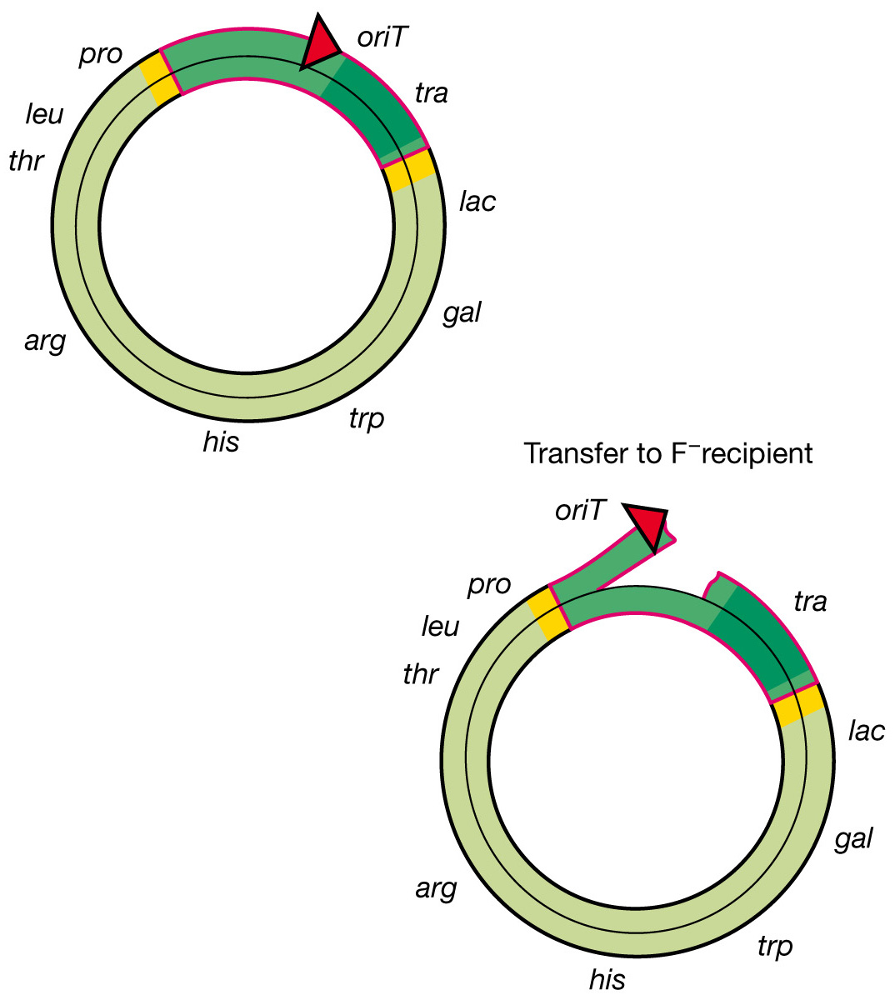 oriT
pro
tra
leu
thr
lac
gal
arg
trp
his
Transfer to F⁻recipient
oriT
pro
tra
leu
thr
lac
gal
arg
trp
his